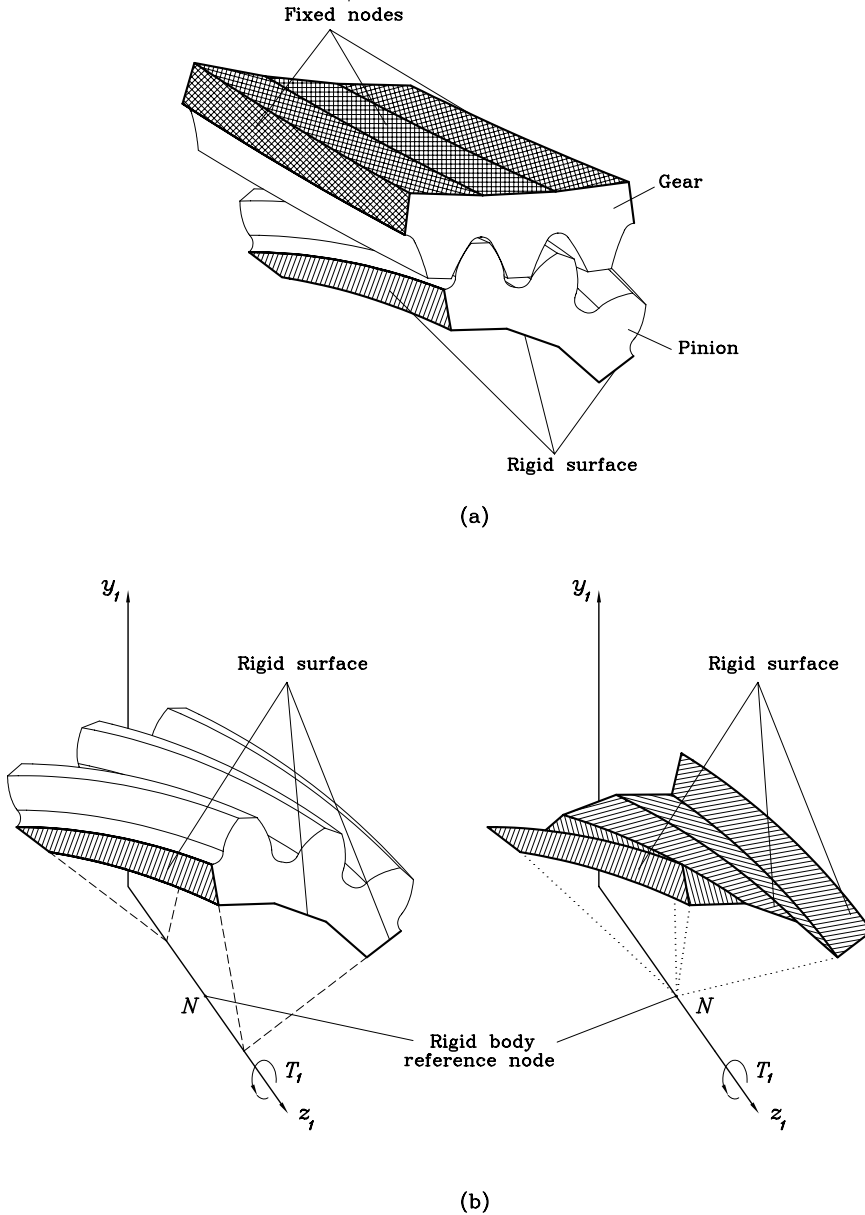 Fixed nodes
Gear
Pinion
Rigid surface
(a)
y1
y1
Rigid surface
Rigid surface
N
N
Rigid body
reference node
T1
T1
z1
z1
(b)